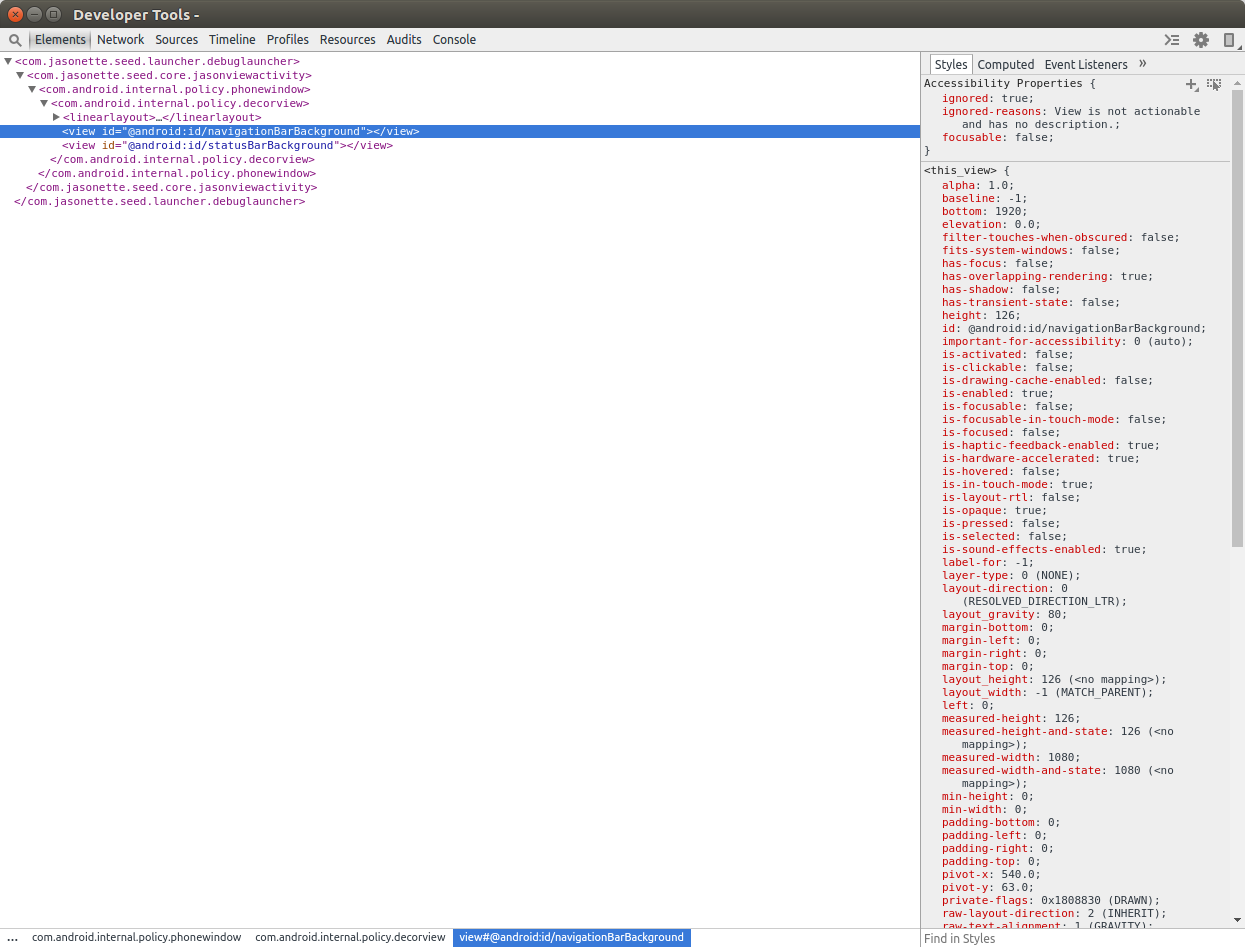 Developer Tools -
Elements Network Sources Timeline Profiles Resources Audits Console
<com.jasonette.seed.launcher.debuglauncher>
<com.jasonette.seed.core.jasonviewactivity>
<com.android.internal.policy.phonewindow>
<com.android.internal.policy.decorview>
<linearlayout>…</linearlayout>
<view id="@android:id/navigationBarBackground"></view>
<view id="@android:id/statusBarBackground"></view>
</com.android.internal.policy.decorview>
</com.android.internal.policy.phonewindow>
</com.jasonette.seed.core.jasonviewactivity>
</com.jasonette.seed.launcher.debuglauncher>
Styles Computed Event Listeners »
Accessibility Properties {
ignored: true;
ignored-reasons: View is not actionable
and has no description.;
focusable: false;
}
<this_view> {
alpha: 1.0;
baseline: -1;
bottom: 1920;
elevation: 0.0;
filter-touches-when-obscured: false;
fits-system-windows: false;
has-focus: false;
has-overlapping-rendering: true;
has-shadow: false;
has-transient-state: false;
height: 126;
id: @android:id/navigationBarBackground;
important-for-accessibility: 0 (auto);
is-activated: false;
is-clickable: false;
is-drawing-cache-enabled: false;
is-enabled: true;
is-focusable: false;
is-focusable-in-touch-mode: false;
is-focused: false;
is-haptic-feedback-enabled: true;
is-hardware-accelerated: true;
is-hovered: false;
is-in-touch-mode: true;
is-layout-rtl: false;
is-opaque: true;
is-pressed: false;
is-selected: false;
is-sound-effects-enabled: true;
label-for: -1;
layer-type: 0 (NONE);
layout-direction: 0
(RESOLVED_DIRECTION_LTR);
layout_gravity: 80;
margin-bottom: 0;
margin-left: 0;
margin-right: 0;
margin-top: 0;
layout_height: 126 (<no mapping>);
layout_width: -1 (MATCH_PARENT);
left: 0;
measured-height: 126;
measured-height-and-state: 126 (<no
mapping>);
measured-width: 1080;
measured-width-and-state: 1080 (<no
mapping>);
min-height: 0;
min-width: 0;
padding-bottom: 0;
padding-left: 0;
padding-right: 0;
padding-top: 0;
pivot-x: 540.0;
pivot-y: 63.0;
private-flags: 0x1808830 (DRAWN);
raw-layout-direction: 2 (INHERIT);
raw-text-alignment: 1 (GRAVITY);
... com.android.internal.policy.phonewindow com.android.internal.policy.decorview view#@android:id/navigationBarBackground
Find in Styles